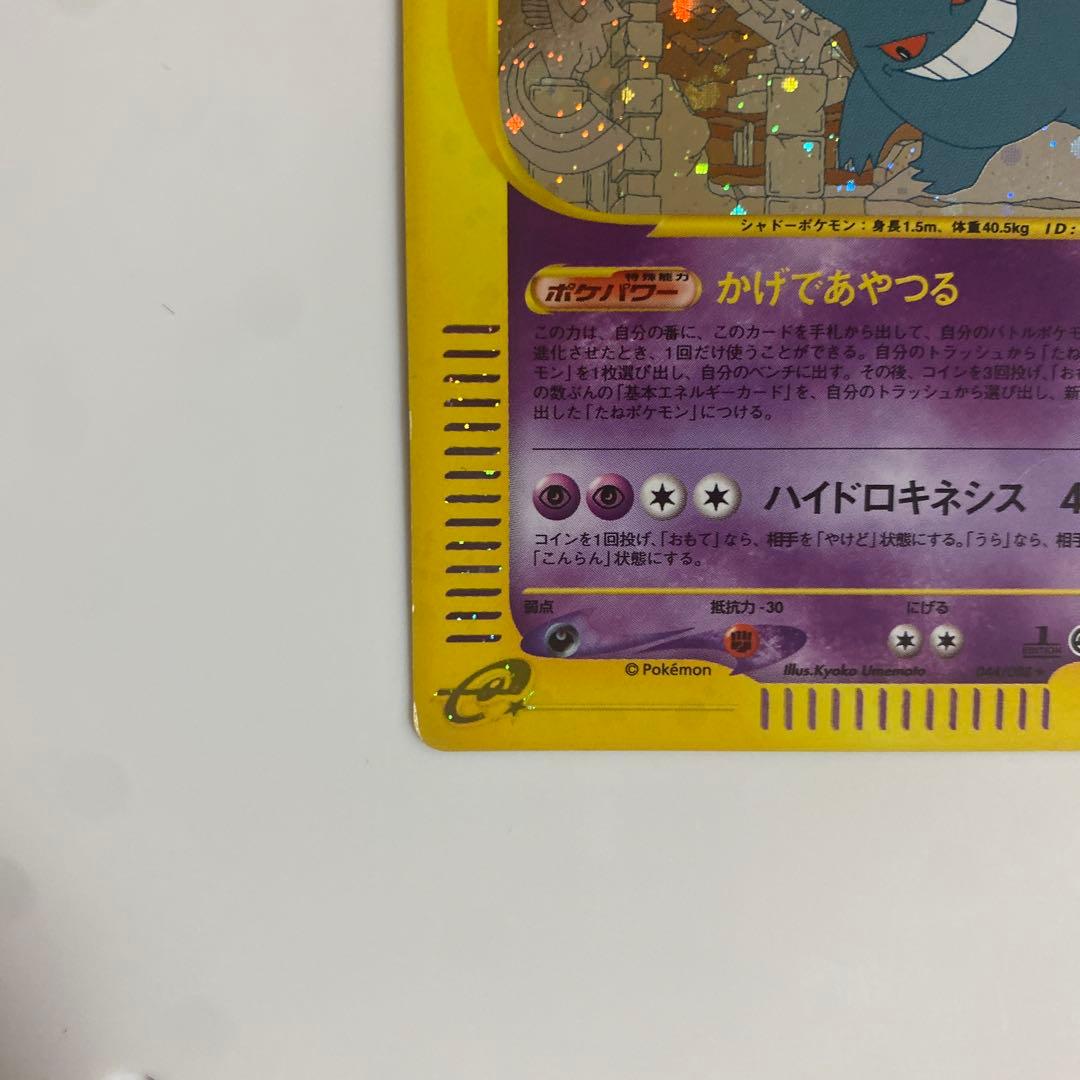 シャドーポケモン：身長1.5m、体重40.5kg ID:
特殊能力
ポケパワー かげであやつる
この力は、自分の番に、このカードを手札から出して、自分のバトルポケモ
進化させたとき、1回だけ使うことができる。自分のトラッシュから「たね
モン」を1枚選び出し、自分のベンチに出す。その後、コインを3回投げ、「お
の数ぶんの「基本エネルギーカード」を、自分のトラッシュから選び出し、新
出した「たねポケモン」につける。
ハイドロキネシス 4
コインを1回投げ、「おもて」なら、相手を「やけど」状態にする。「うら」なら、相手
「こんらん」状態にする。
弱点 抵抗力 -30 にげる
1
EDITION
© Pokémon Illus.Kyoko Umemoto
e